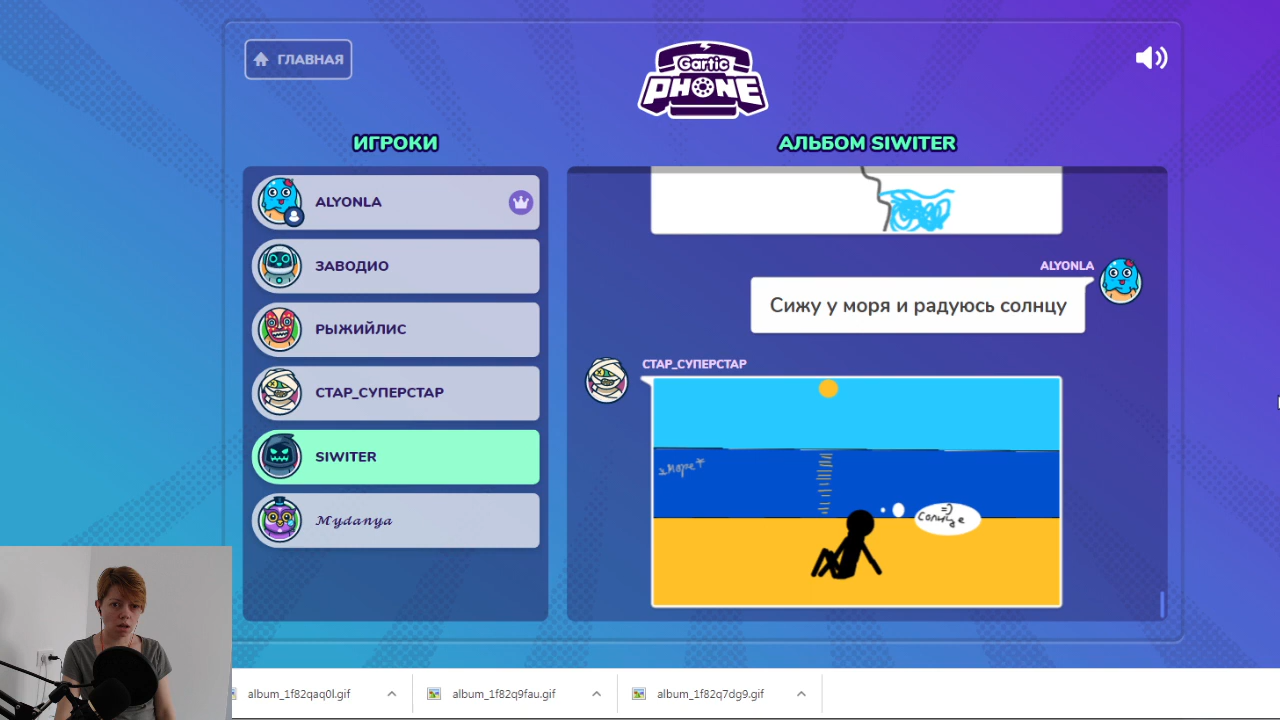 ГЛАВНАЯ
Gartic
PHONE
ИГРОКИ
АЛЬБОМ SIWITER
ALYONLA
ЗАВОДИО
РЫЖИЙЛИС
СТАР_СУПЕРСТАР
SIWITER
Mydanya
ALYONLA
Сижу у моря и радуюсь солнцу
СТАР_СУПЕРСТАР
*море*
=)
Солнце
album_1f82qaq0l.gif
album_1f82q9fau.gif
album_1f82q7dg9.gif